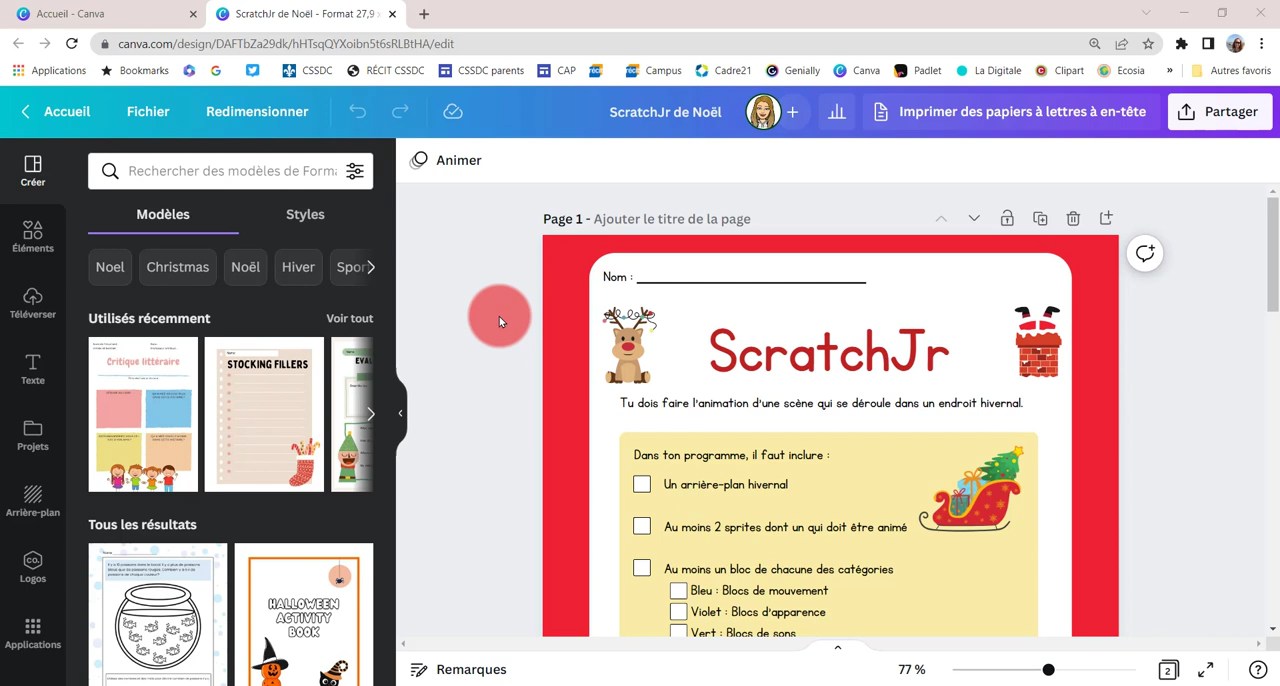 Accueil - Canva
ScratchJr de Noël - Format 27,9
canva.com/design/DAFTbZa29dk/hHTsqQYXoibn5t6sRLBtHA/edit
Applications
Bookmarks
CSSDC
RÉCIT CSSDC
CSSDC parents
CAP
Campus
Cadre21
Genially
Canva
Padlet
La Digitale
Clipart
Ecosia
»
Autres favoris
Accueil
Fichier
Redimensionner
ScratchJr de Noël
Imprimer des papiers à lettres à en-tête
Partager
Créer
Éléments
Téléverser
Texte
Projets
Arrière-plan
Logos
Applications
Rechercher des modèles de Forma
Modèles
Styles
Noel
Christmas
Noël
Hiver
Spor
Utilisés récemment
Voir tout
Critique littéraire
STOCKING FILLERS
EVAL
Tous les résultats
HALLOWEEN
ACTIVITY
BOOK
Animer
Page 1 - Ajouter le titre de la page
Nom :
ScratchJr
Tu dois faire l'animation d'une scène qui se déroule dans un endroit hivernal.
Dans ton programme, il faut inclure :
Un arrière-plan hivernal
Au moins 2 sprites dont un qui doit être animé
Au moins un bloc de chacune des catégories
Bleu : Blocs de mouvement
Violet : Blocs d'apparence
Vert : Blocs de sons
Remarques
77 %
2